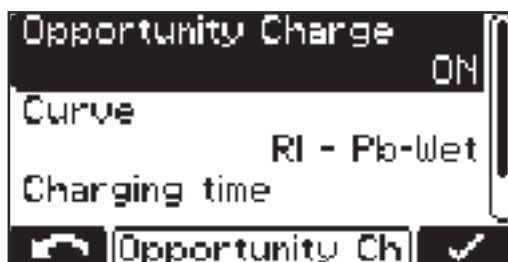 Opportunity Charge
ON
Curve
RI - Pb-Wet
Charging time
Opportunity Ch